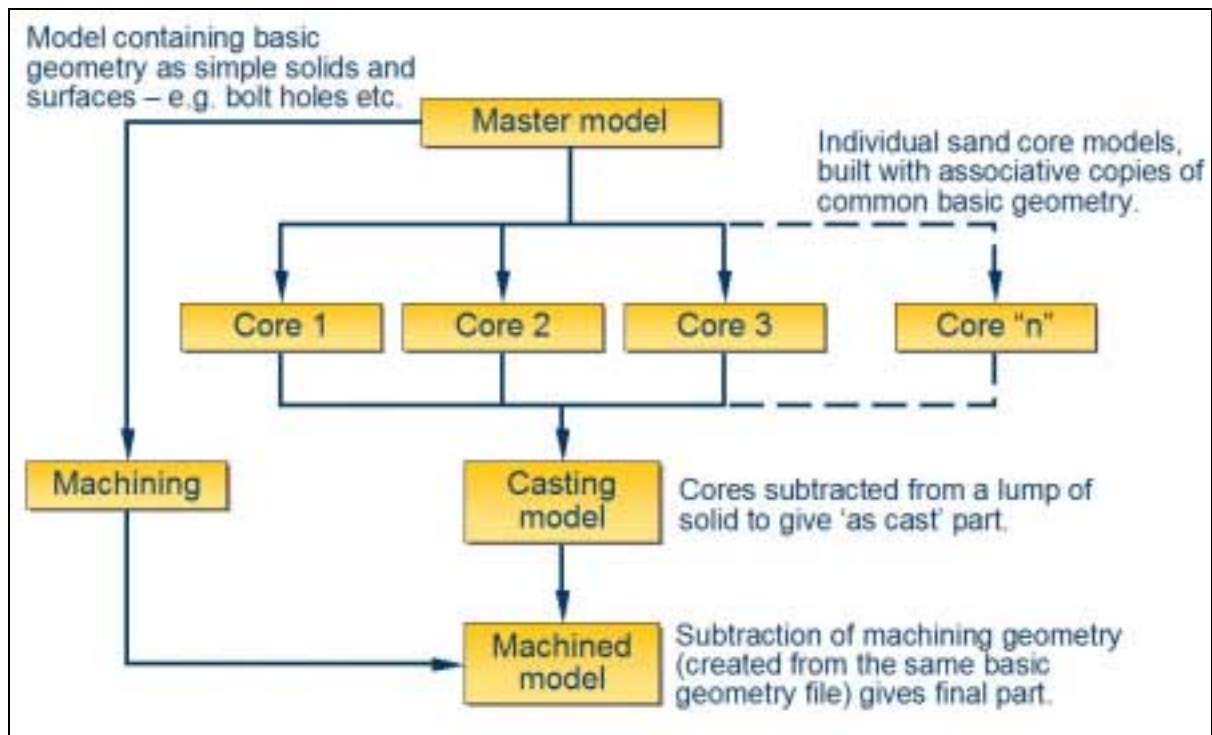 Model containing basic
geometry as simple solids and
surfaces – e.g. bolt holes etc.
Master model
Individual sand core models,
built with associative copies of
common basic geometry.
Core 1
Core 2
Core 3
Core “n”
Machining
Casting
model
Cores subtracted from a lump of
solid to give ‘as cast’ part.
Machined
model
Subtraction of machining geometry
(created from the same basic
geometry file) gives final part.